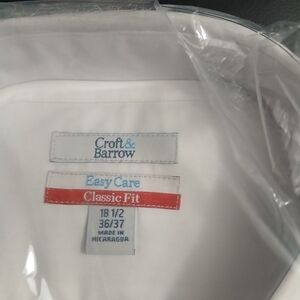 Croft&
Barrow
Easy Care
Classic Fit
18 1/2
36/37
MADE IN
NICARAGUA